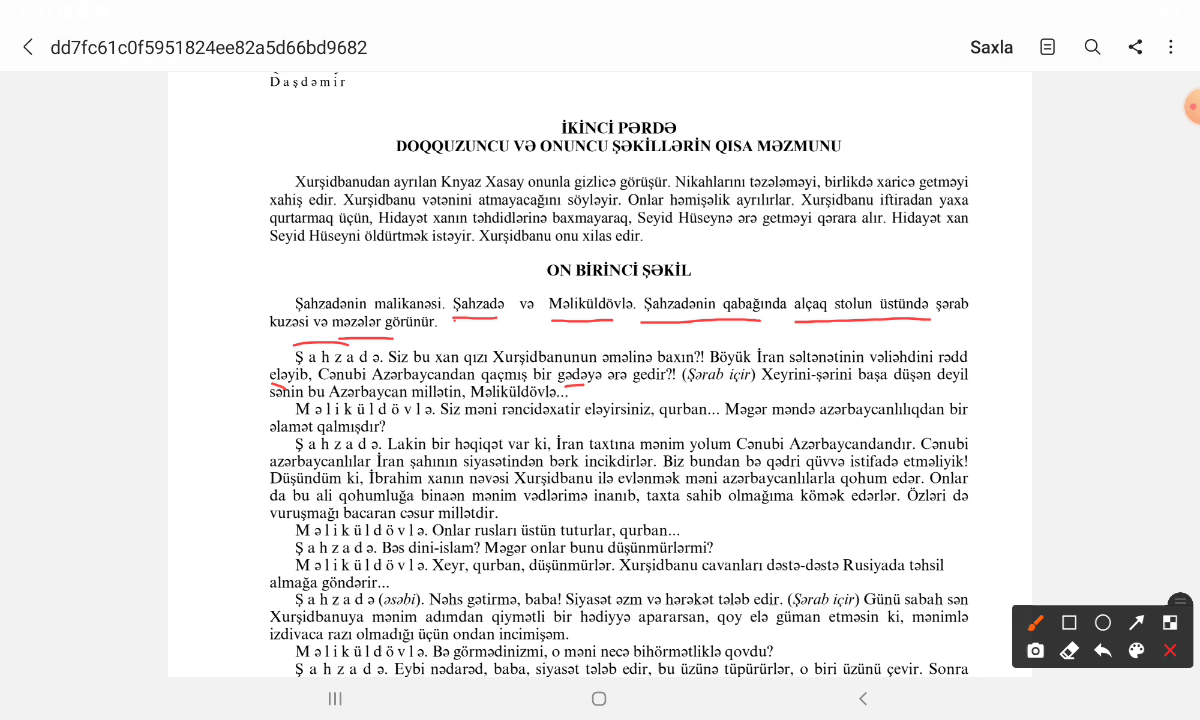 dd7fc61c0f5951824ee82a5d66bd9682
Saxla
D a ş d ə m i r
İKİNCİ PƏRDƏ
DOQQUZUNCU VƏ ONUNCU ŞƏKİLLƏRİN QISA MƏZMUNU
Xurşidbanudan ayrılan Knyaz Xasay onunla gizlicə görüşür. Nikahlarını təzələməyi, birlikdə xaricə getməyi
xahiş edir. Xurşidbanu vətənini atmayacağını söyləyir. Onlar həmişəlik ayrılırlar. Xurşidbanu iftiradan yaxa
qurtarmaq üçün, Hidayət xanın təhdidlərinə baxmayaraq, Seyid Hüseynə ərə getməyi qərara alır. Hidayət xan
Seyid Hüseyni öldürtmək istəyir. Xurşidbanu onu xilas edir.
ON BİRİNCİ ŞƏKİL
Şahzadənin malikanəsi. Şahzadə və Məliküldövlə. Şahzadənin qabağında alçaq stolun üstündə şərab
kuzəsi və məzələr görünür.
Ş a h z a d ə. Siz bu xan qızı Xurşidbanunun əməlinə baxın?! Böyük İran səltənətinin vəliəhdini rədd
eləyib, Cənubi Azərbaycandan qaçmış bir gədəyə ərə gedir?! (Şərab içir) Xeyrini-şərini başa düşən deyil
sənin bu Azərbaycan millətin, Məliküldövlə...
M ə l i k ü l d ö v l ə. Siz məni rəncidəxatir eləyirsiniz, qurban... Məgər məndə azərbaycanlılıqdan bir
əlamət qalmışdır?
Ş a h z a d ə. Lakin bir həqiqət var ki, İran taxtına mənim yolum Cənubi Azərbaycandandır. Cənubi
azərbaycanlılar İran şahının siyasətindən bərk incikdirlər. Biz bundan bə qədri qüvvə istifadə etməliyik!
Düşündüm ki, İbrahim xanın nəvəsi Xurşidbanu ilə evlənmək məni azərbaycanlılarla qohum edər. Onlar
da bu ali qohumluğa binaən mənim vədlərimə inanıb, taxta sahib olmağıma kömək edərlər. Özləri də
vuruşmağı bacaran cəsur millətdir.
M ə l i k ü l d ö v l ə. Onlar rusları üstün tuturlar, qurban...
Ş a h z a d ə. Bəs dini-islam? Məgər onlar bunu düşünmürlərmi?
M ə l i k ü l d ö v l ə. Xeyr, qurban, düşünmürlər. Xurşidbanu cavanları dəstə-dəstə Rusiyada təhsil
almağa göndərir...
Ş a h z a d ə (əsəbi). Nəhs gətirmə, baba! Siyasət əzm və hərəkət tələb edir. (Şərab içir) Günü sabah sən
Xurşidbanuya mənim adımdan qiymətli bir hədiyyə apararsan, qoy elə güman etməsin ki, mənimlə
izdivaca razı olmadığı üçün ondan incimişəm.
M ə l i k ü l d ö v l ə. Bə görmədinizmi, o məni necə bihörmətliklə qovdu?
Ş a h z a d ə. Eybi nədarəd, baba, siyasət tələb edir, bu üzünə tüpürürlər, o biri üzünü çevir. Sonra